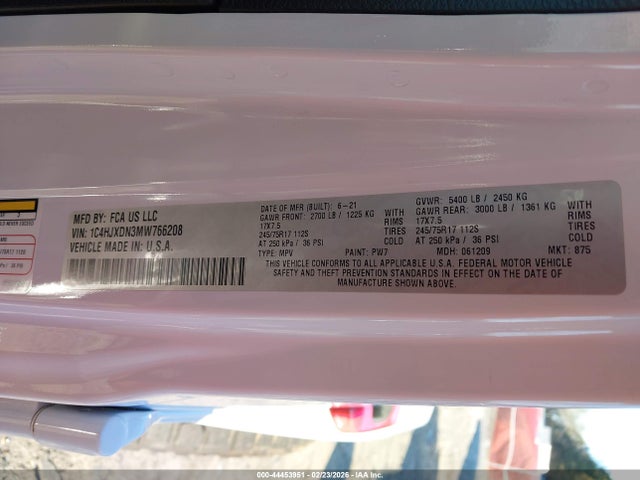 MFD BY: FCA US LLC
VIN: 1C4HJXDN3MW766208
VEHICLE MADE IN U.S.A.
DATE OF MFR (BUILT): 6-21
GAWR FRONT: 2700 LB / 1225 KG
17X7.5
245/75R17 112S
AT 250 kPa / 36 PSI
TYPE: MPV
PAINT: PW7
WITH
RIMS
TIRES
COLD
GVWR: 5400 LB / 2450 KG
GAWR REAR: 3000 LB / 1361 KG
17X7.5
245/75R17 112S
AT 250 kPa / 36 PSI
MDH: 061209
WITH
RIMS
TIRES
COLD
MKT: 875
THIS VEHICLE CONFORMS TO ALL APPLICABLE U.S.A. FEDERAL MOTOR VEHICLE
SAFETY AND THEFT PREVENTION STANDARDS IN EFFECT ON THE DATE OF
MANUFACTURE SHOWN ABOVE.
000-44453951 - 02/23/2026 - IAAI.COM